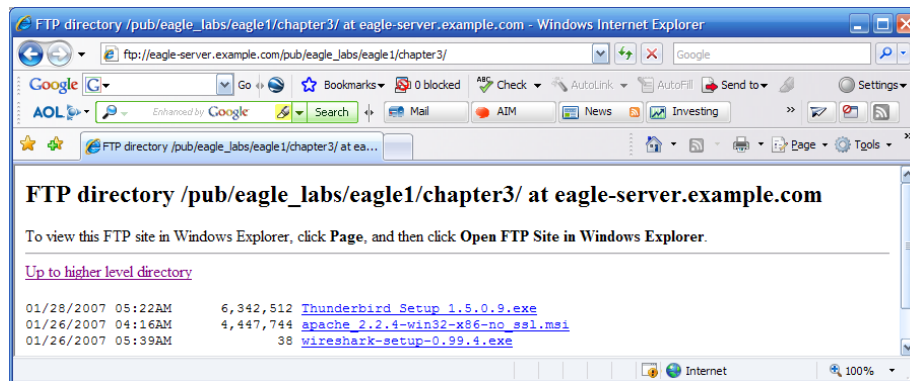 FTP directory /pub/eagle_labs/eagle1/chapter3/ at eagle-server.example.com - Windows Internet Explorer
ftp://eagle-server.example.com/pub/eagle_labs/eagle1/chapter3/
Google
Google G Go Bookmarks 0 blocked ABC Check AutoLink AutoFill Send to Settings
AOL Enhanced by Google Search Mail AIM News Investing »
FTP directory /pub/eagle_labs/eagle1/chapter3/ at ea... Page Tools »
FTP directory /pub/eagle_labs/eagle1/chapter3/ at eagle-server.example.com
To view this FTP site in Windows Explorer, click Page, and then click Open FTP Site in Windows Explorer.
Up to higher level directory
01/28/2007 05:22AM 6,342,512 Thunderbird Setup 1.5.0.9.exe
01/26/2007 04:16AM 4,447,744 apache_2.2.4-win32-x86-no_ssl.msi
01/26/2007 05:39AM 38 wireshark-setup-0.99.4.exe
Internet 100%